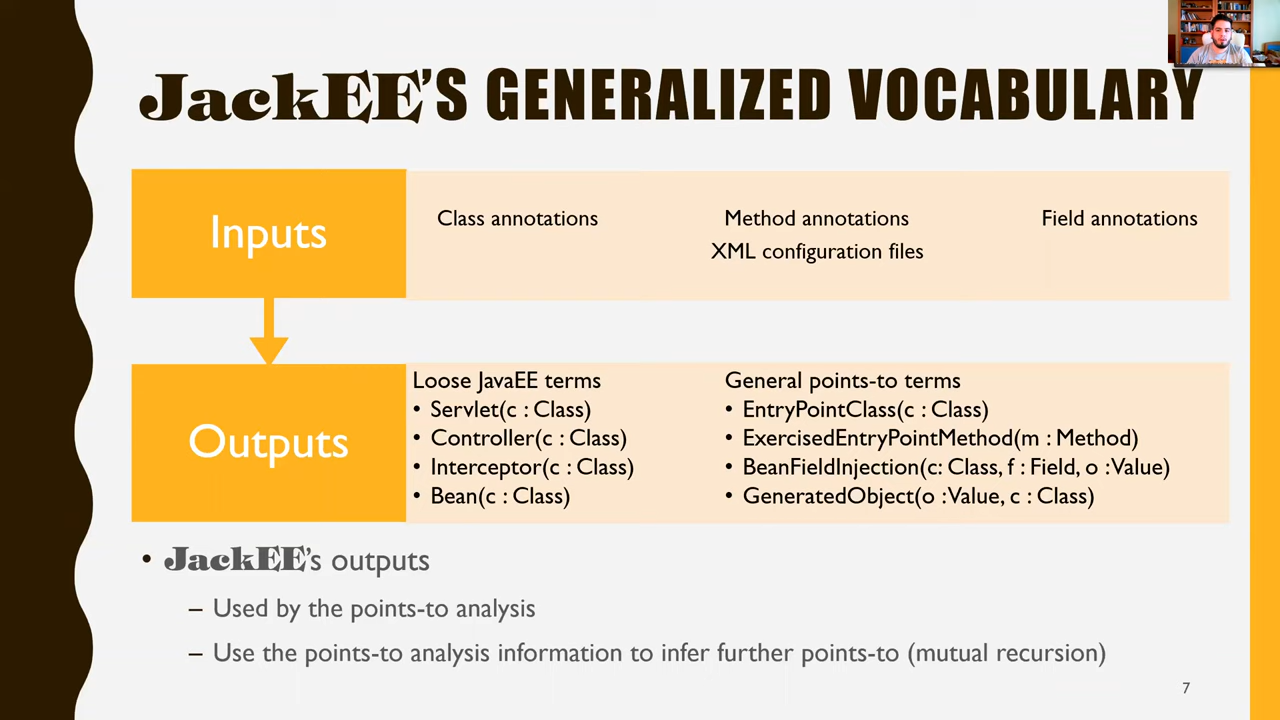 JackEE's GENERALIZED VOCABULARY
Inputs
Class annotations
Method annotations
Field annotations
XML configuration files
Outputs
Loose JavaEE terms
• Servlet(c : Class)
• Controller(c : Class)
• Interceptor(c : Class)
• Bean(c : Class)
General points-to terms
• EntryPointClass(c : Class)
• ExercisedEntryPointMethod(m : Method)
• BeanFieldInjection(c: Class, f : Field, o :Value)
• GeneratedObject(o :Value, c : Class)
• JackEE's outputs
– Used by the points-to analysis
– Use the points-to analysis information to infer further points-to (mutual recursion)
7